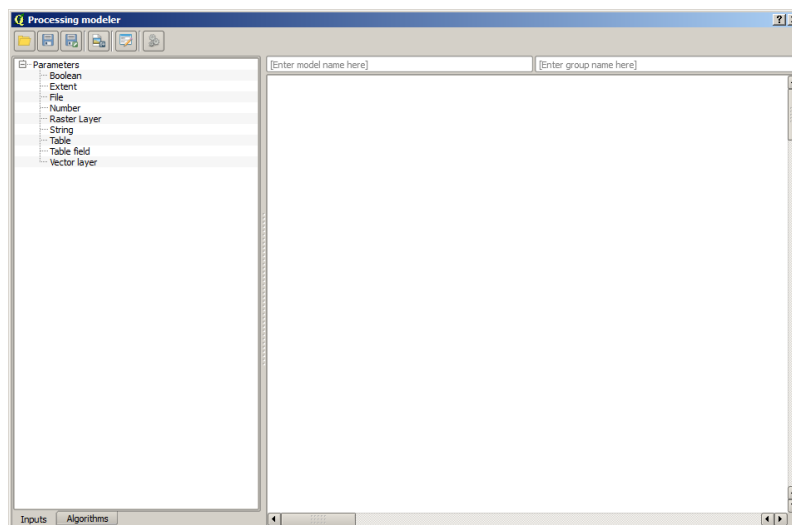 Processing modeler
Parameters
Boolean
Extent
File
Number
Raster Layer
String
Table
Table field
Vector layer
[Enter model name here] [Enter group name here]
Inputs Algorithms